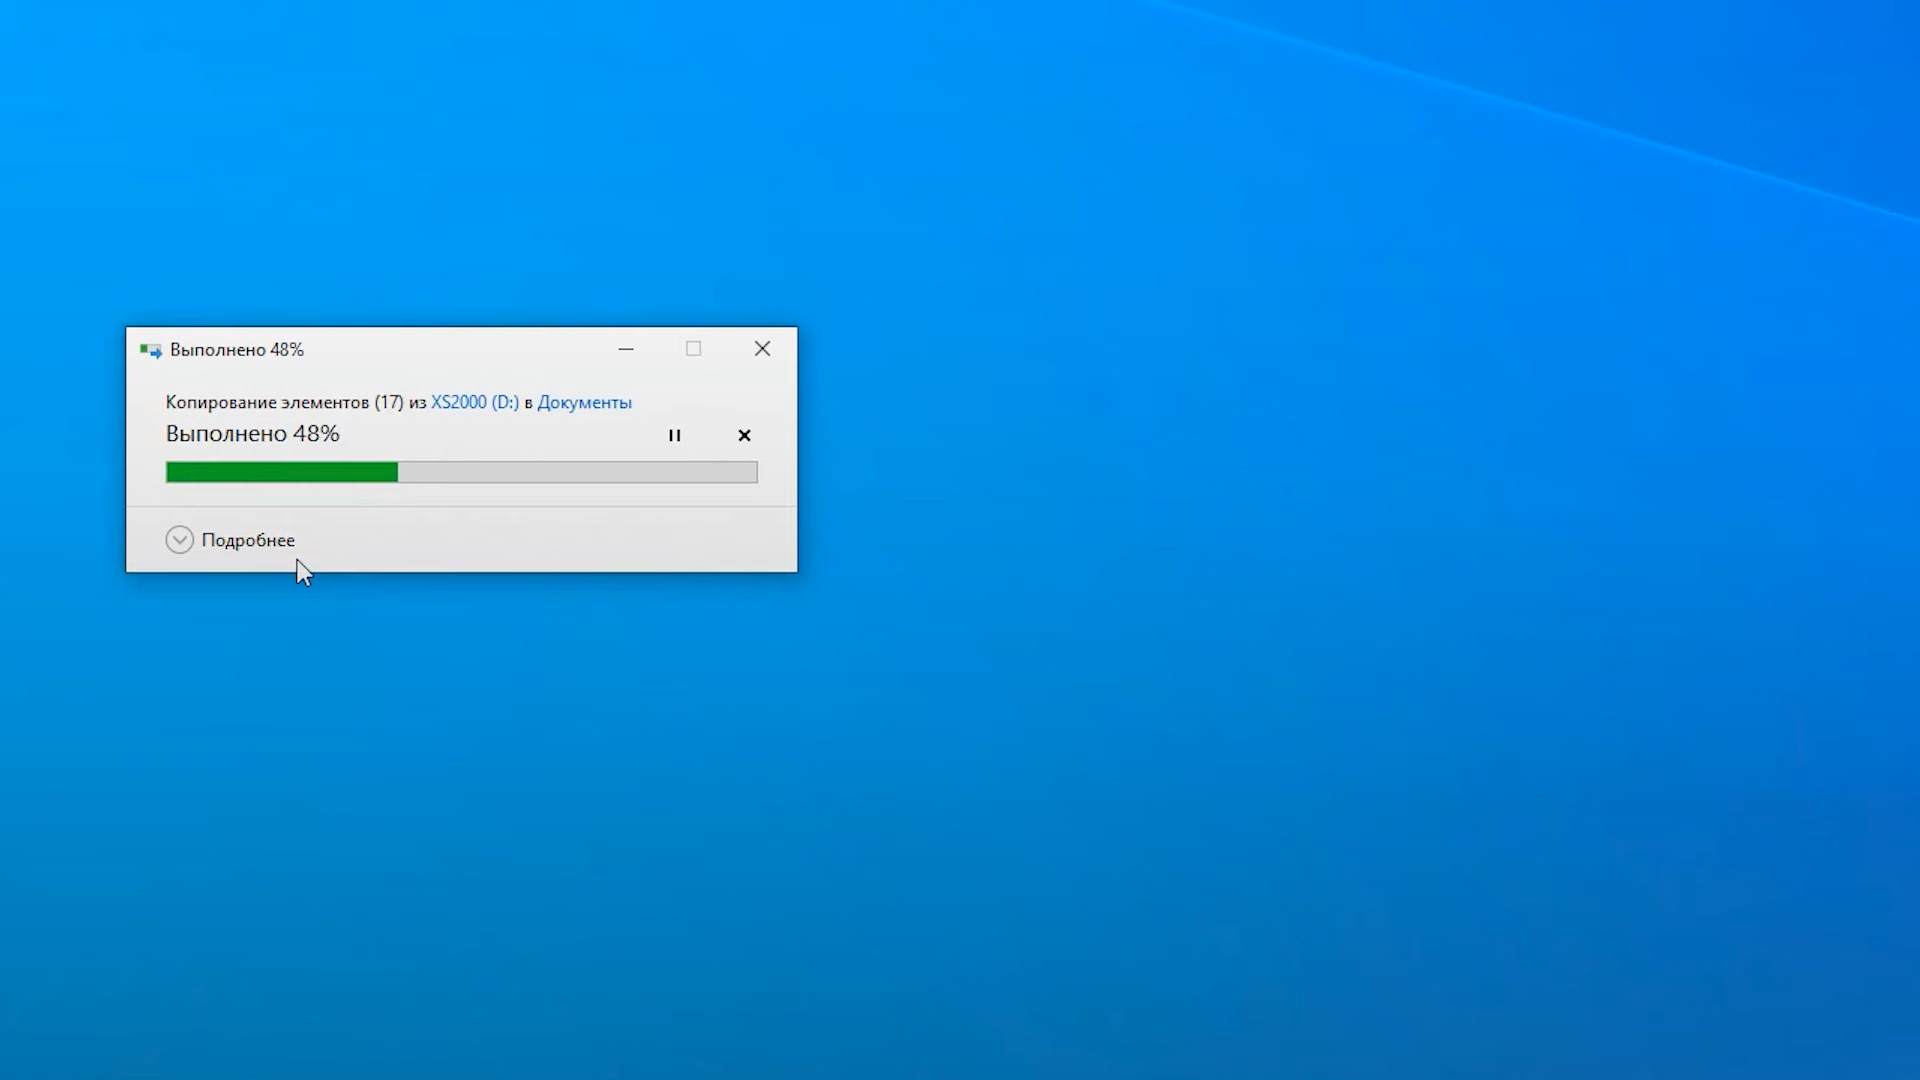 Выполнено 48%
Копирование элементов (17) из XS2000 (D:) в Документы
Выполнено 48%
Подробнее